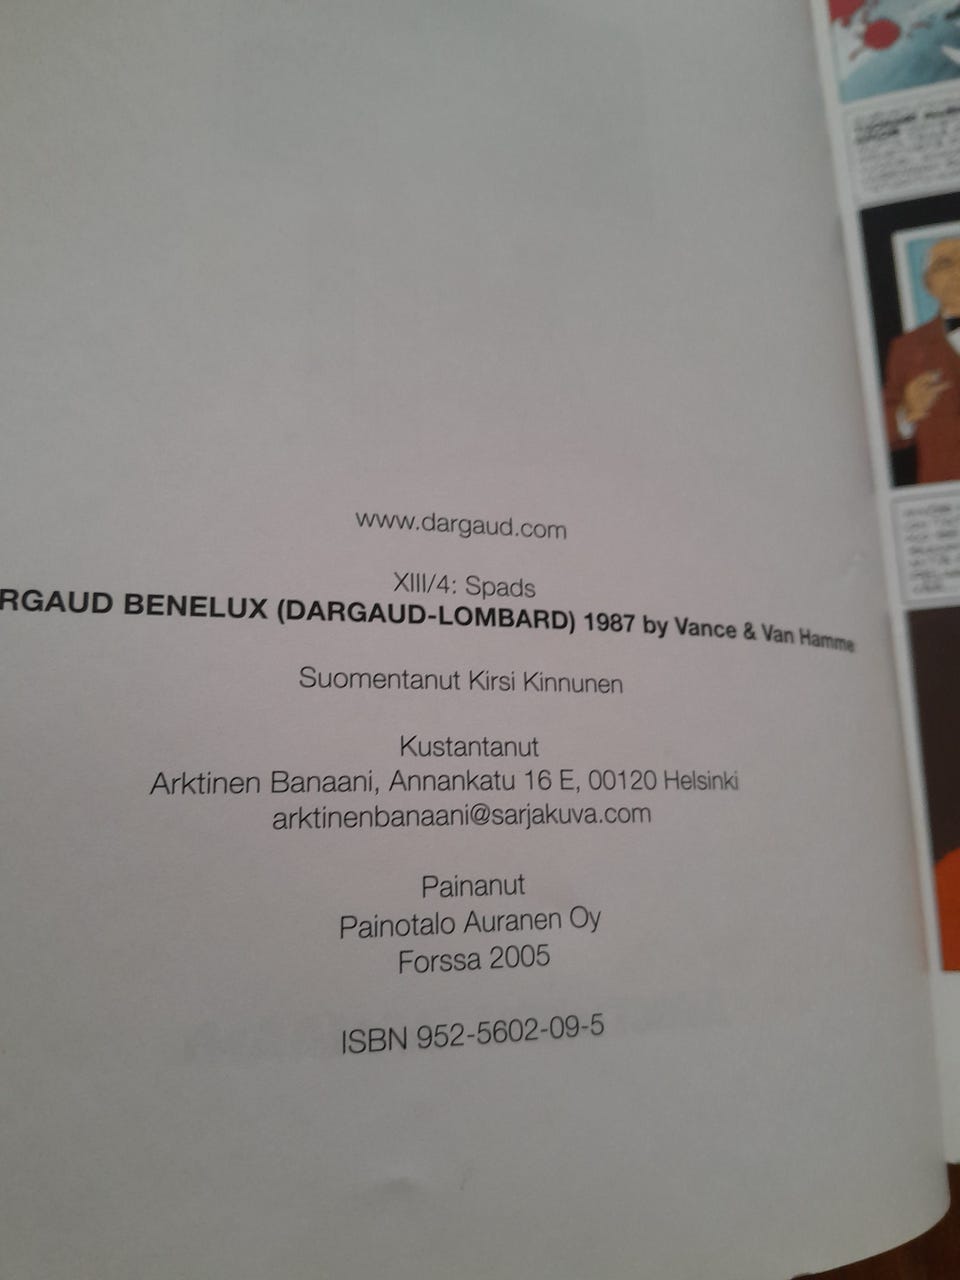 www.dargaud.com
XIII/4: Spads
RGAUD BENELUX (DARGAUD-LOMBARD) 1987 by Vance & Van Hamme
Suomentanut Kirsi Kinnunen
Kustantanut
Arktinen Banaani, Annankatu 16 E, 00120 Helsinki
arktinenbanaani@sarjakuva.com
Painanut
Painotalo Auranen Oy
Forssa 2005
ISBN 952-5602-09-5